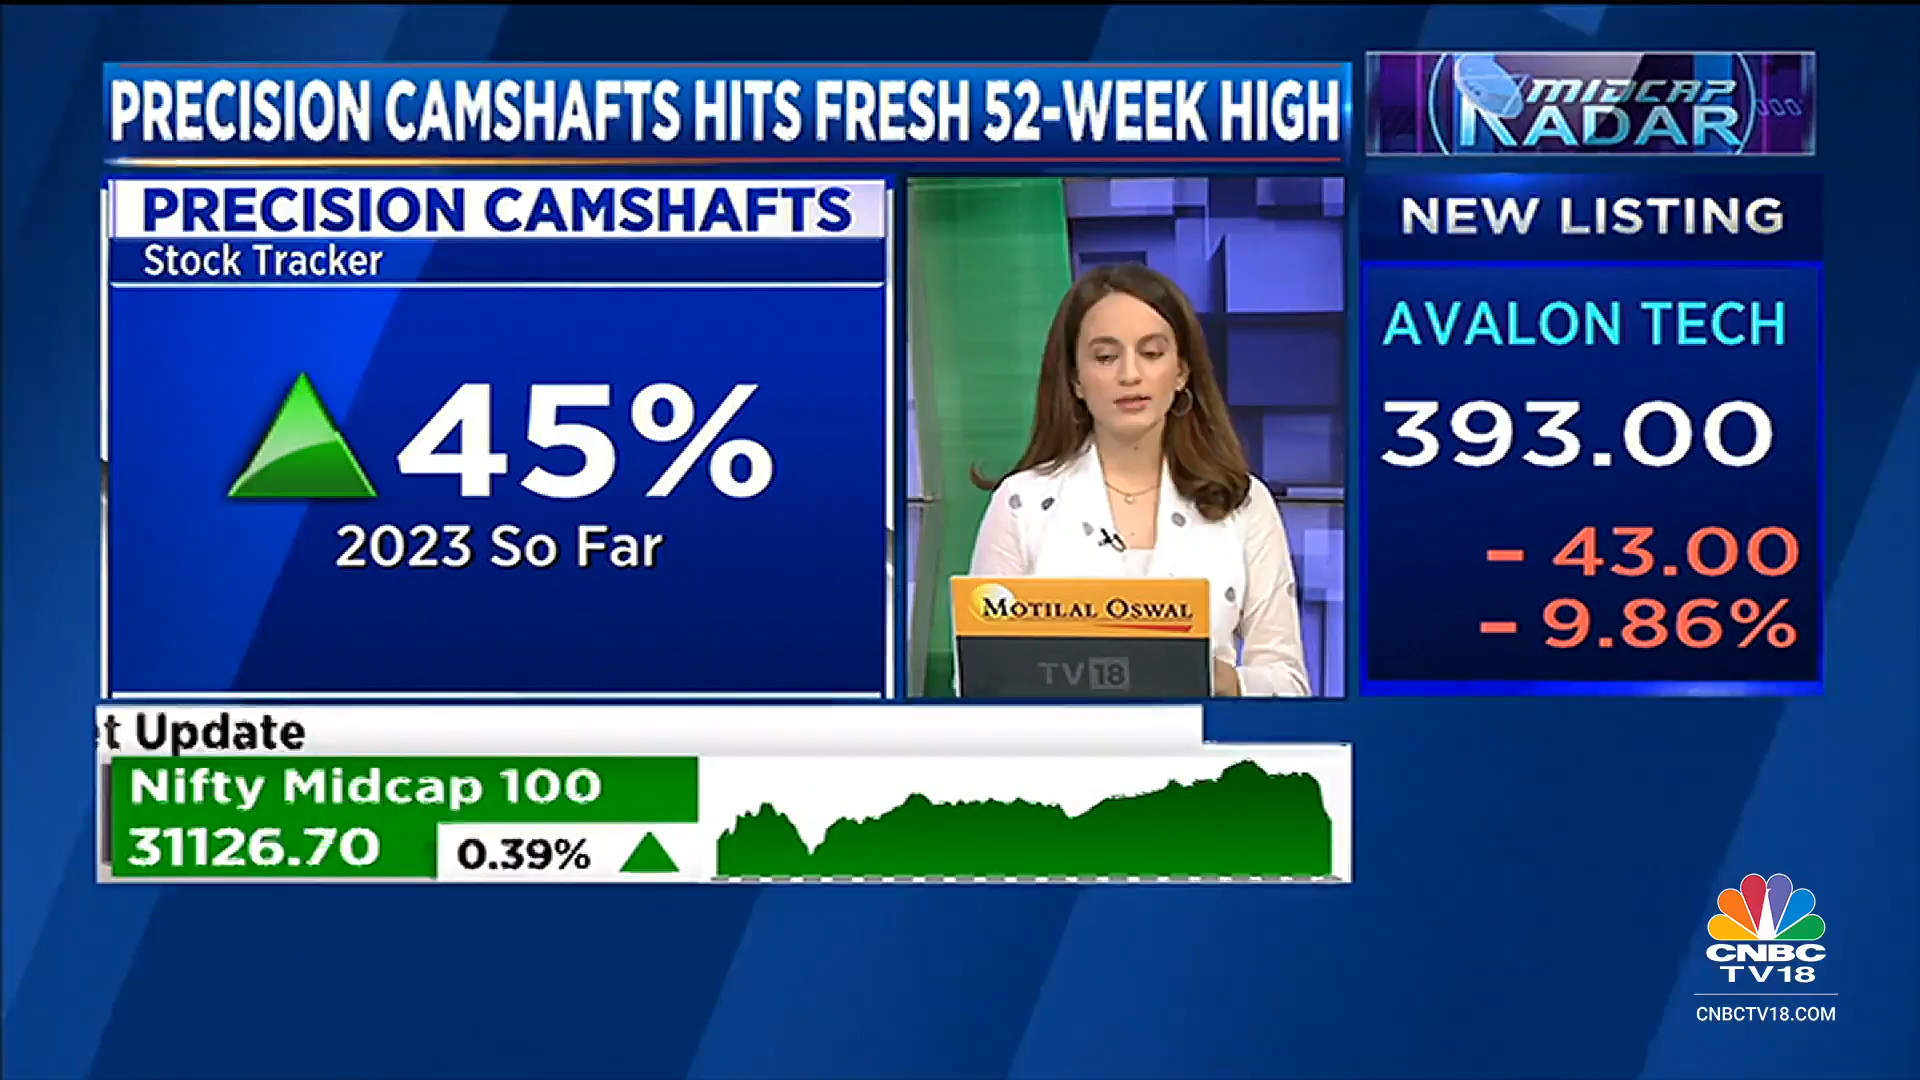 PRECISION CAMSHAFTS HITS FRESH 52-WEEK HIGH
MIDCAP
RADAR
PRECISION CAMSHAFTS
Stock Tracker
45%
2023 So Far
MOTILAL OSWAL
TV18
NEW LISTING
AVALON TECH
393.00
- 43.00
- 9.86%
t Update
Nifty Midcap 100
31126.70
0.39%
CNBC
TV18
CNBCTV18.COM